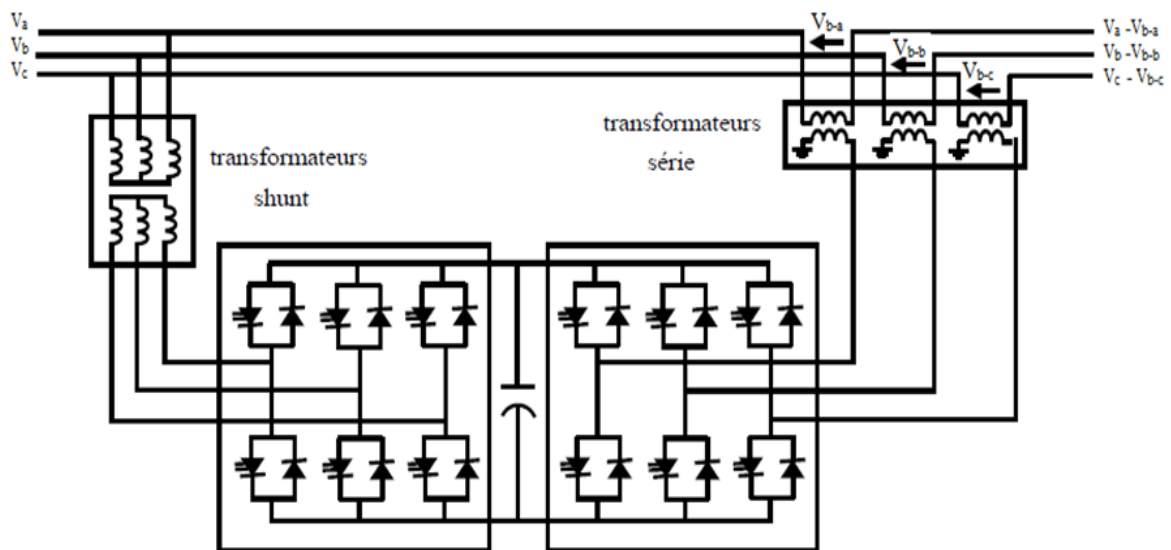 Va
Vb
Vc
Vb-a
Vb-b
Vb-c
Va -Vb-a
Vb -Vb-b
Vc - Vb-c
transformateurs
shunt
transformateurs
série